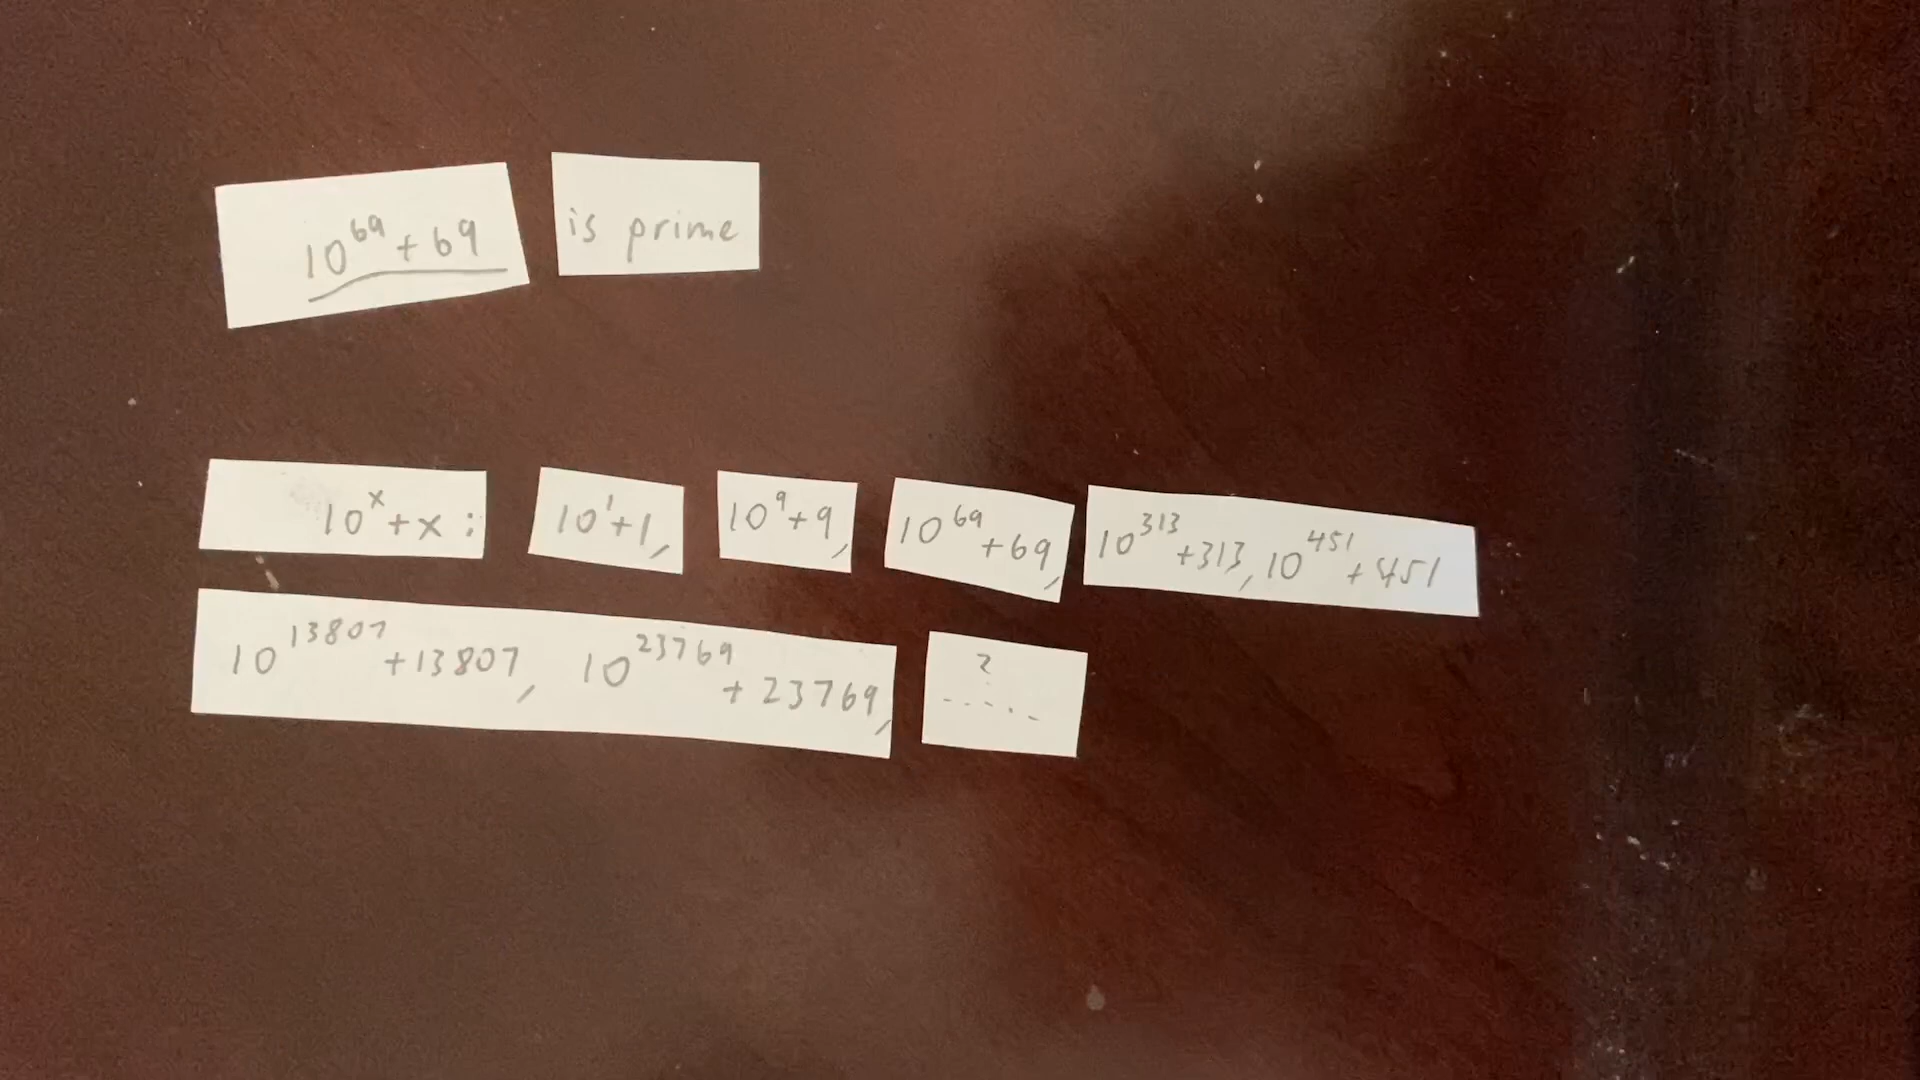 10^69 + 69 is prime
10^x + x : 10^1 + 1, 10^9 + 9, 10^69 + 69, 10^313 + 313, 10^451 + 451
10^13807 + 13807, 10^23769 + 23769, ?
......